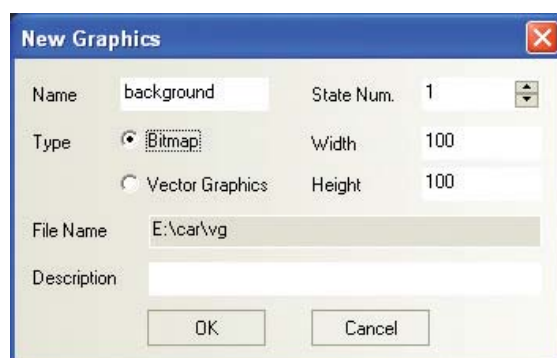 New Graphics
Name background State Num. 1
Type Bitmap Width 100
Vector Graphics Height 100
File Name E:\car\vg
Description
OK Cancel